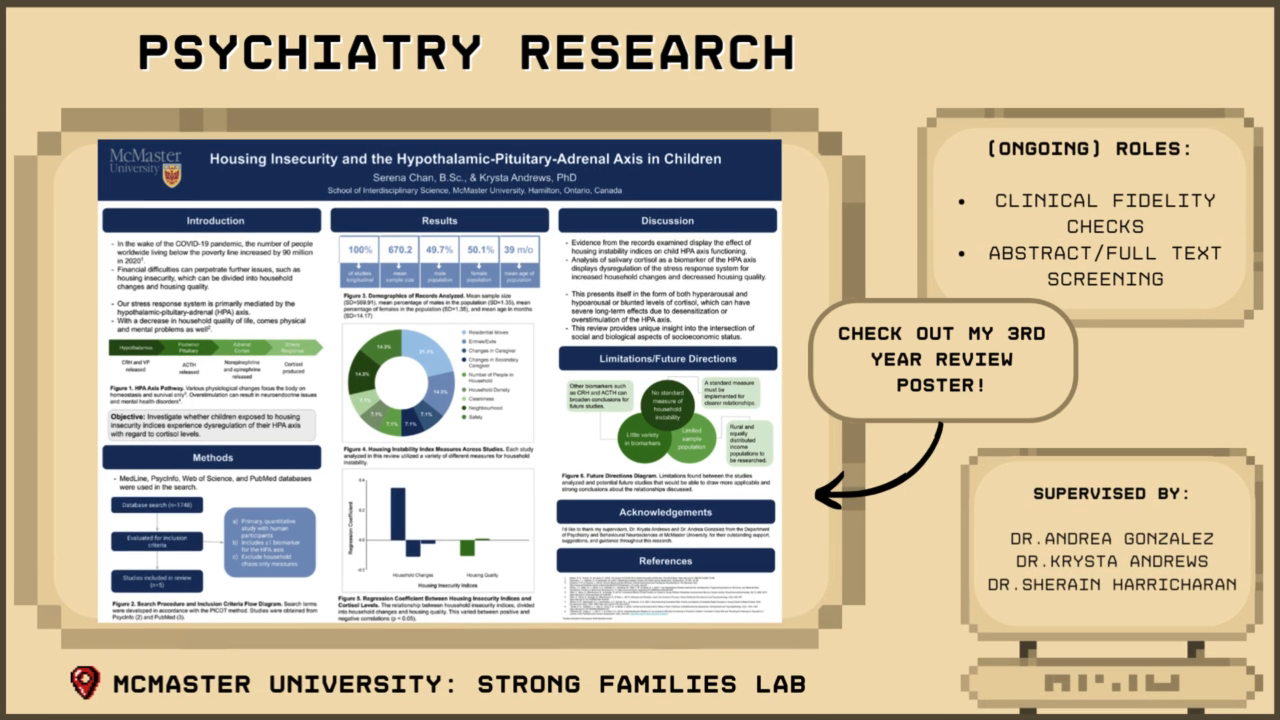 PSYCHIATRY RESEARCH
McMaster
University
Housing Insecurity and the Hypothalamic-Pituitary-Adrenal Axis in Children
Serena Chan, B.Sc., & Krysta Andrews, PhD
School of Interdisciplinary Science, McMaster University, Hamilton, Ontario, Canada
Introduction
- In the wake of the COVID-19 pandemic, the number of people
worldwide living below the poverty line increased by 90 million
in 2020¹.
- Financial difficulties can perpetrate further issues, such as
housing insecurity, which can be divided into household
changes and housing quality.
- Our stress response system is primarily mediated by the
hypothalamic-pituitary-adrenal (HPA) axis.
- With a decrease in household quality of life, comes physical
and mental problems as well².
Hypothalamus
Posterior
Pituitary
Adrenal
Cortex
Stress
Response
CRH and VP
released
ACTH
released
Norepinephrine
and epinephrine
released
Cortisol
produced
Figure 1. HPA Axis Pathway. Various physiological changes focus the body on
homeostasis and survival only³. Overstimulation can result in neuroendocrine issues
and mental health disorders⁴.
Objective: Investigate whether children exposed to housing
insecurity indices experience dysregulation of their HPA axis
with regard to cortisol levels.
Methods
- MedLine, PsycInfo, Web of Science, and PubMed databases
were used in the search.
Database search (n=1746)
Evaluated for inclusion
criteria
Studies included in review
(n=5)
a) Primary quantitative
study with human
participants
b) Includes ≥1 biomarker
for the HPA axis
c) Exclude household
chaos only measures
Figure 2. Search Procedure and Inclusion Criteria Flow Diagram. Search terms
were developed in accordance with the PICOT method. Studies were obtained from
PsycInfo (2) and PubMed (3).
Results
100%
of studies
longitudinal
670.2
mean
sample size
49.7%
male
population
50.1%
female
population
39 m/o
mean age of
population
Figure 3. Demographics of Records Analyzed. Mean sample size
(SD=569.91), mean percentage of males in the population (SD=1.35), mean
percentage of females in the population (SD=1.38), and mean age in months
(SD=14.17)
21.4%
14.3%
7.1%
7.1%
7.1%
7.1%
7.1%
14.3%
14.3%
Residential Moves
Entries/Exits
Changes in Caregiver
Changes in Secondary
Caregiver
Number of People in
Household
Household Density
Cleanliness
Neighbourhood
Safety
Figure 4. Housing Instability Index Measures Across Studies. Each study
analyzed in this review utilized a variety of different measures for household
instability.
Regression Coefficient
0.2
0.0
-0.2
Household Changes
Housing Quality
Housing Insecurity Indices
Figure 5. Regression Coefficient Between Housing Insecurity Indices and
Cortisol Levels. The relationship between household insecurity indices, divided
into household changes and housing quality. This varied between positive and
negative correlations (p < 0.05).
Discussion
- Evidence from the records examined display the effect of
housing instability indices on child HPA axis functioning.
- Analysis of salivary cortisol as a biomarker of the HPA axis
displays dysregulation of the stress response system for
increased household changes and decreased housing quality.
- This presents itself in the form of both hyperarousal and
hypoarousal or blunted levels of cortisol, which can have
severe long-term effects due to desensitization or
overstimulation of the HPA axis.
- This review provides unique insight into the intersection of
social and biological aspects of socioeconomic status.
Limitations/Future Directions
Other biomarkers such
as CRH and ACTH can
broaden conclusions for
future studies.
No standard
measure of
household
instability
A standard measure
must be
implemented for
clearer relationships.
Little variety
in biomarkers
Limited
sample
population
Rural and
equally
distributed
income
populations to
be researched.
Figure 6. Future Directions Diagram. Limitations found between the studies
analyzed and potential future studies that would be able to draw more applicable and
strong conclusions about the relationships discussed.
Acknowledgements
I'd like to thank my supervisors, Dr. Krysta Andrews and Dr. Andrea Gonzalez from the Department
of Psychiatry and Behavioural Neurosciences of McMaster University, for their outstanding support,
suggestions, and guidance throughout this research.
References
(ONGOING) ROLES:
• CLINICAL FIDELITY
CHECKS
• ABSTRACT/FULL TEXT
SCREENING
CHECK OUT MY 3RD
YEAR REVIEW
POSTER!
SUPERVISED BY:
DR.ANDREA GONZALEZ
DR.KRYSTA ANDREWS
DR.EMERALD HARRICHARAN
MCMASTER UNIVERSITY: STRONG FAMILIES LAB